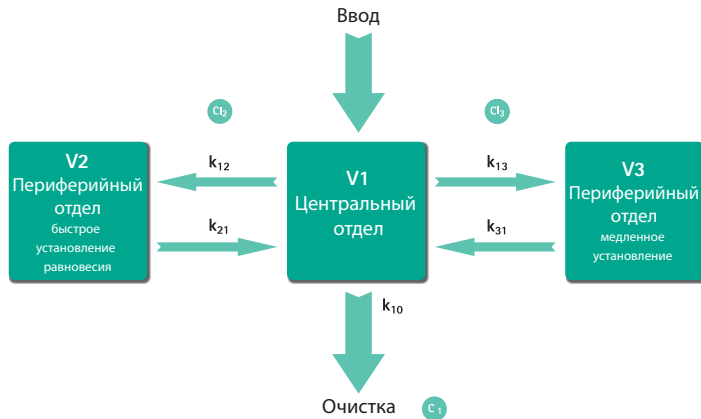 Ввод
Cl₂
Cl₃
V2
Периферийный
отдел
быстрое
установление
равновесия
k₁₂
k₂₁
V1
Центральный
отдел
k₁₃
k₃₁
V3
Периферийный
отдел
медленное
установление
k₁₀
Очистка
C ₁